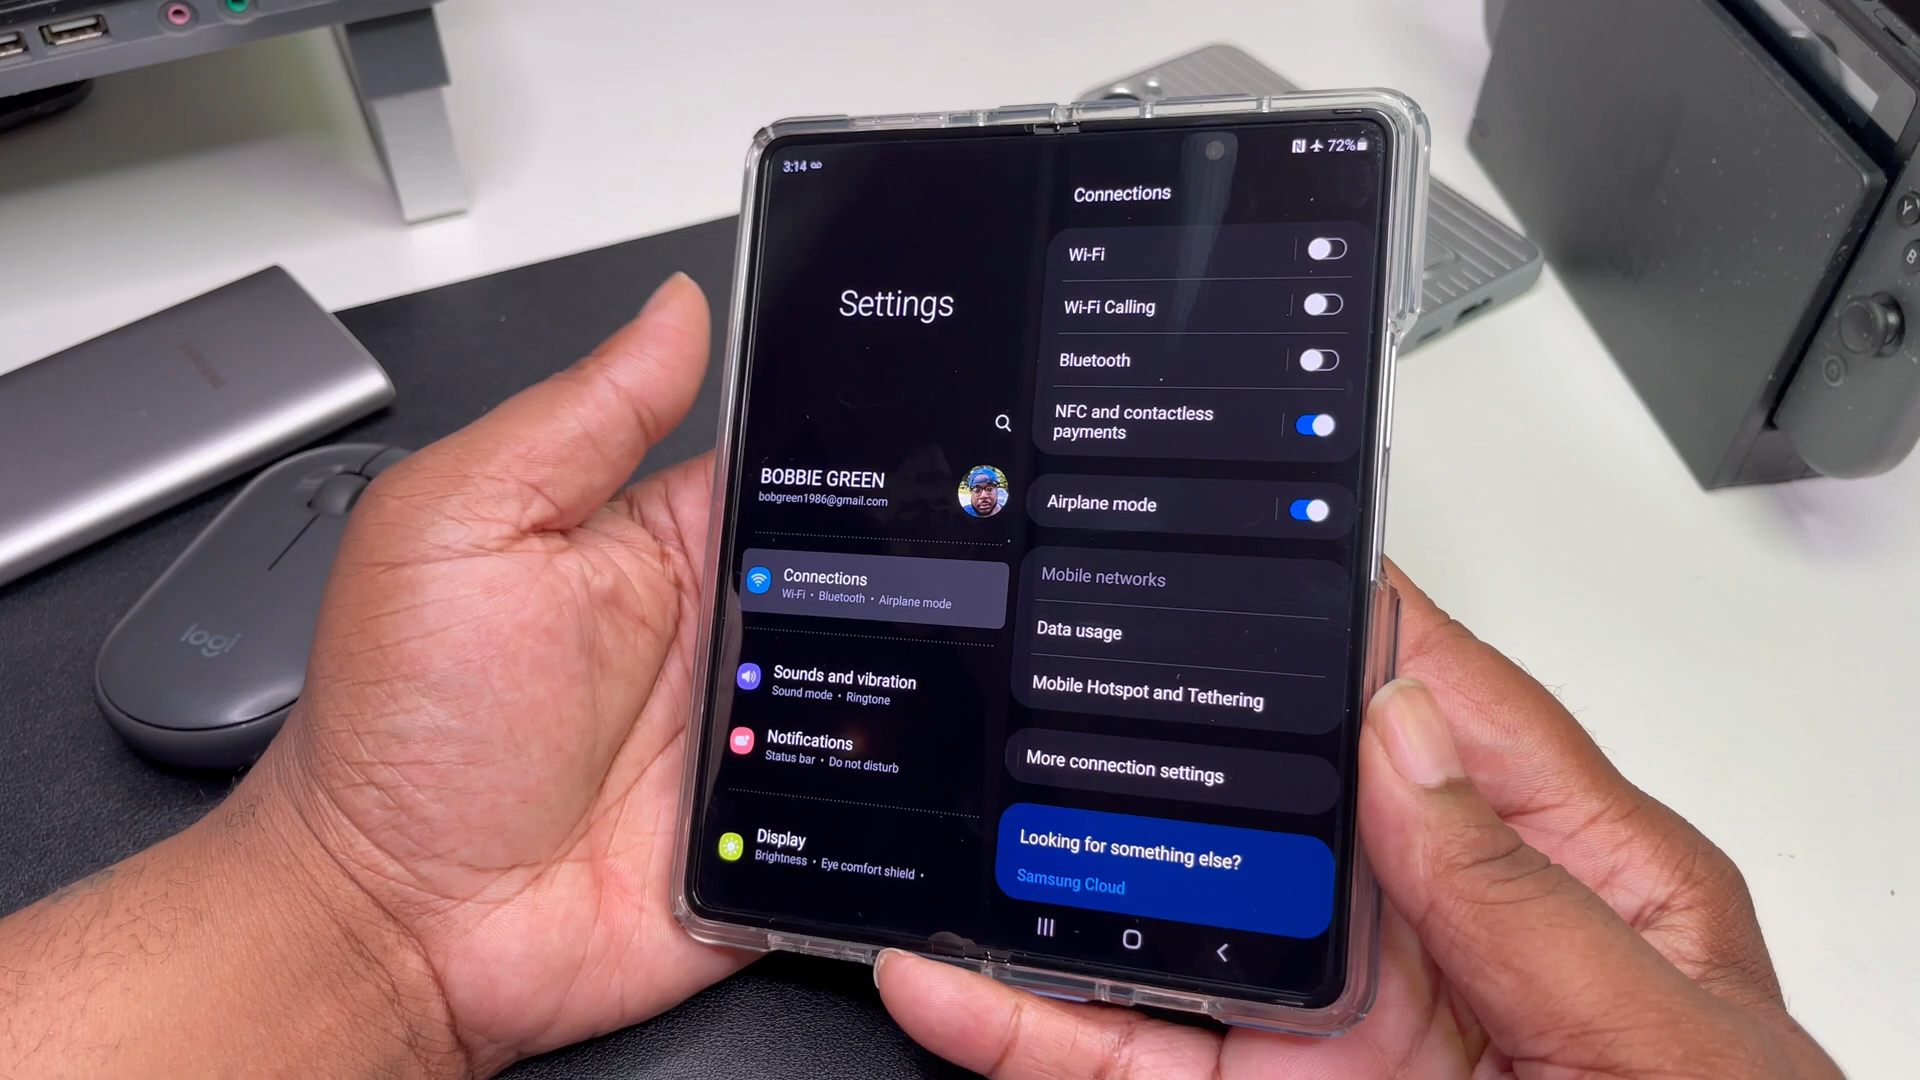 3:14
72%
Settings
BOBBIE GREEN
bobgreen1986@gmail.com
Connections
Wi-Fi • Bluetooth • Airplane mode
Sounds and vibration
Sound mode • Ringtone
Notifications
Status bar • Do not disturb
Display
Brightness • Eye comfort shield •
Connections
Wi-Fi
Wi-Fi Calling
Bluetooth
NFC and contactless
payments
Airplane mode
Mobile networks
Data usage
Mobile Hotspot and Tethering
More connection settings
Looking for something else?
Samsung Cloud
SAMSUNG
logi
Y
B